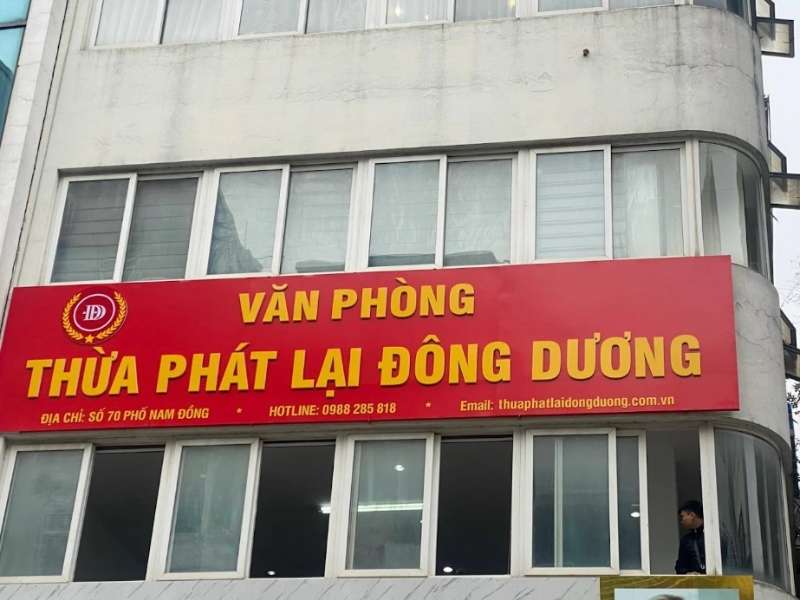 ĐD
VĂN PHÒNG
THỪA PHÁT LẠI ĐÔNG DƯƠNG
ĐỊA CHỈ: SỐ 70 PHỐ NAM ĐỒNG * HOTLINE: 0988 285 818 * Email: thuaphatlaidongduong.com.vn